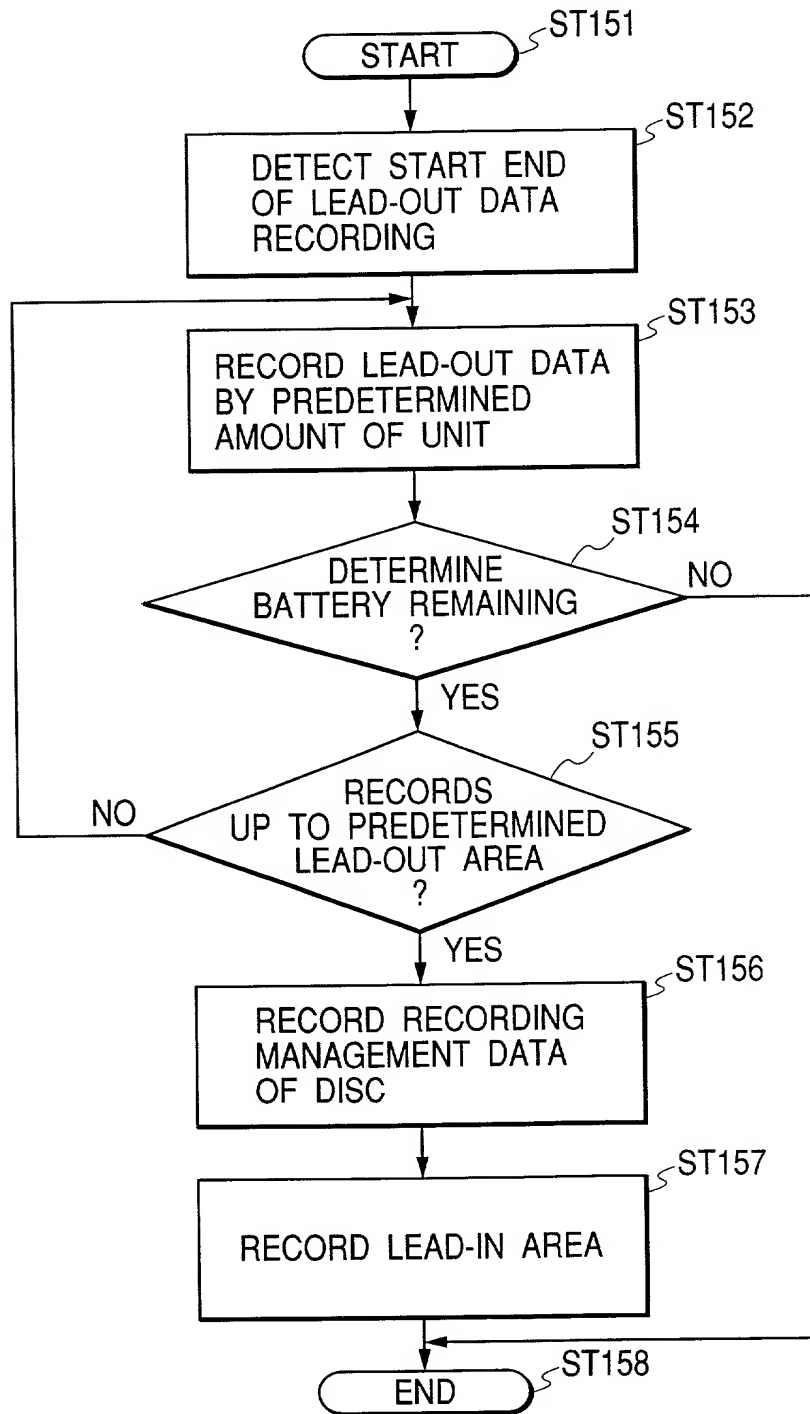 START
ST151
ST152
DETECT START END
OF LEAD-OUT DATA
RECORDING
ST153
RECORD LEAD-OUT DATA
BY PREDETERMINED
AMOUNT OF UNIT
ST154
DETERMINE
BATTERY REMAINING
?
NO
YES
ST155
RECORDS
UP TO PREDETERMINED
LEAD-OUT AREA
?
NO
YES
ST156
RECORD RECORDING
MANAGEMENT DATA
OF DISC
ST157
RECORD LEAD-IN AREA
ST158
END